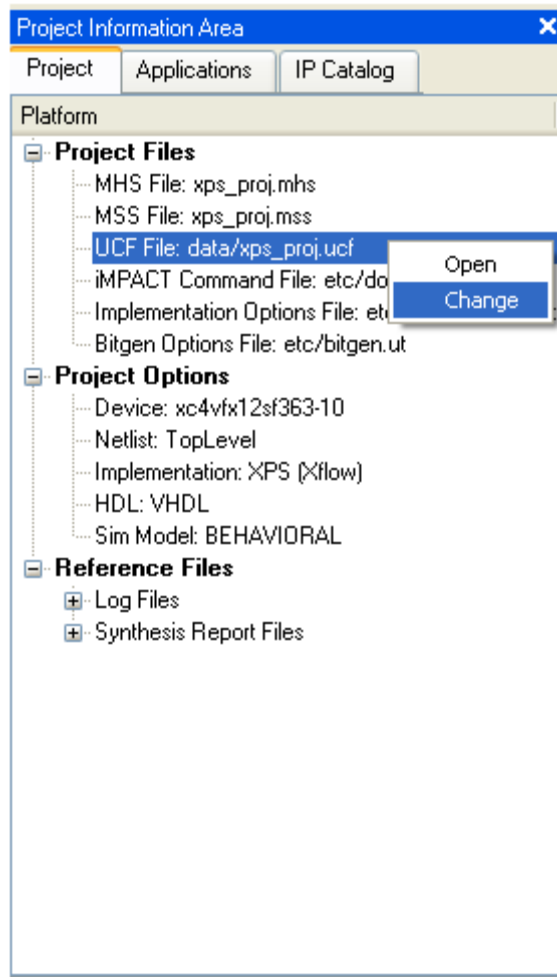 Project Information Area
Project Applications IP Catalog
Platform
Project Files
MHS File: xps_proj.mhs
MSS File: xps_proj.mss
UCF File: data/xps_proj.ucf
Open
iMPACT Command File: etc/do
Change
Implementation Options File:
Bitgen Options File: etc/bitgen.ut
Project Options
Device: xc4vfx12sf363-10
Netlist: TopLevel
Implementation: XPS (Xflow)
HDL: VHDL
Sim Model: BEHAVIORAL
Reference Files
Log Files
Synthesis Report Files